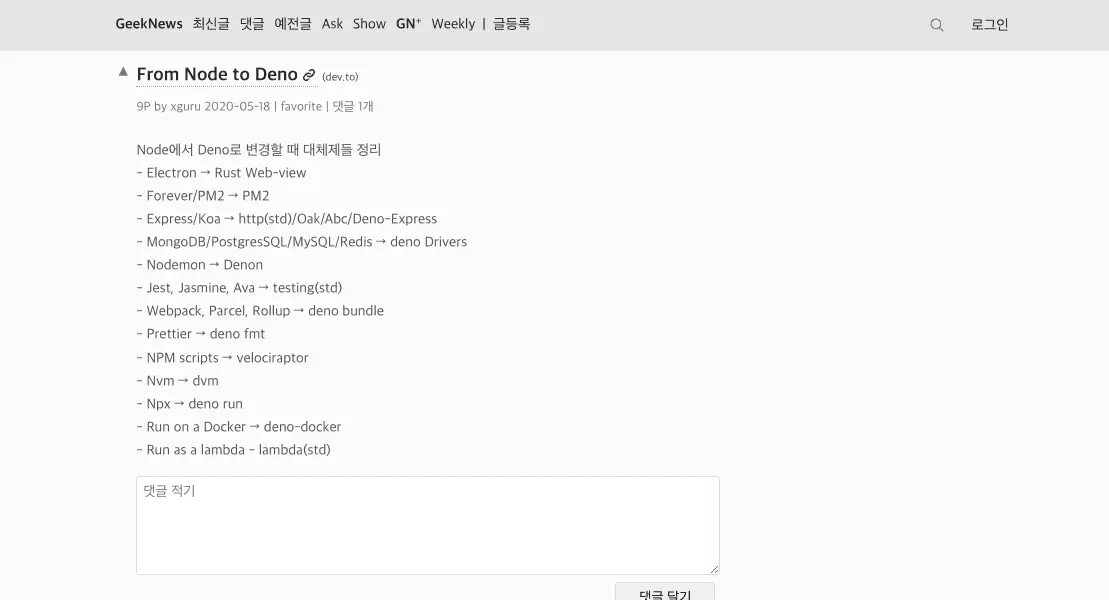 GeekNews 최신글 댓글 예전글 Ask Show GN⁺ Weekly | 글등록 로그인
▲ From Node to Deno (dev.to)
9P by xguru 2020-05-18 | favorite | 댓글 1개
Node에서 Deno로 변경할 때 대체제들 정리
- Electron → Rust Web-view
- Forever/PM2 → PM2
- Express/Koa → http(std)/Oak/Abc/Deno-Express
- MongoDB/PostgresSQL/MySQL/Redis → deno Drivers
- Nodemon → Denon
- Jest, Jasmine, Ava → testing(std)
- Webpack, Parcel, Rollup → deno bundle
- Prettier → deno fmt
- NPM scripts → velociraptor
- Nvm → dvm
- Npx → deno run
- Run on a Docker → deno-docker
- Run as a lambda - lambda(std)
댓글 적기
댓글 달기